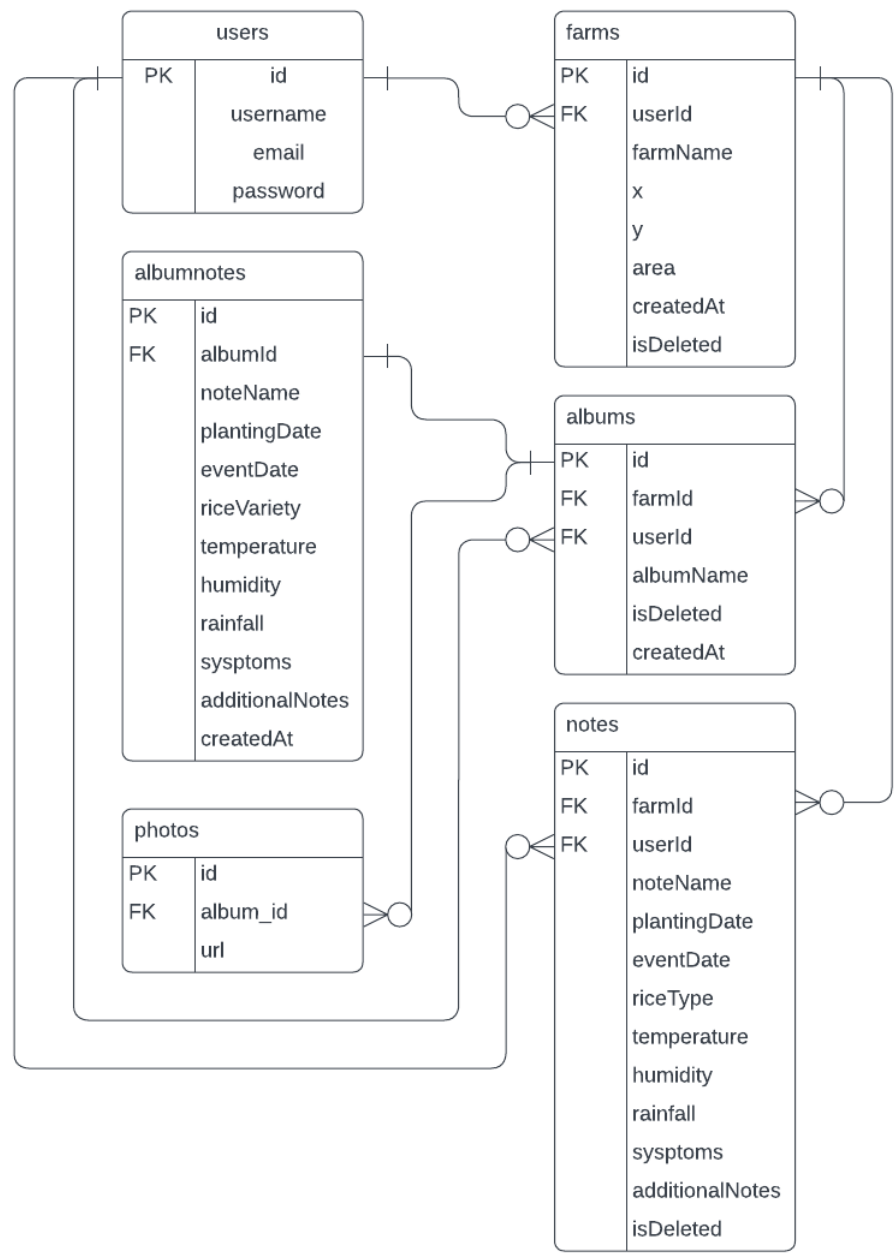 users
PK id
username
email
password
farms
PK id
FK userId
farmName
x
y
area
createdAt
isDeleted
albumnotes
PK id
FK albumId
noteName
plantingDate
eventDate
riceVariety
temperature
humidity
rainfall
sysptoms
additionalNotes
createdAt
albums
PK id
FK farmId
FK userId
albumName
isDeleted
createdAt
photos
PK id
FK album_id
url
notes
PK id
FK farmId
FK userId
noteName
plantingDate
eventDate
riceType
temperature
humidity
rainfall
sysptoms
additionalNotes
isDeleted